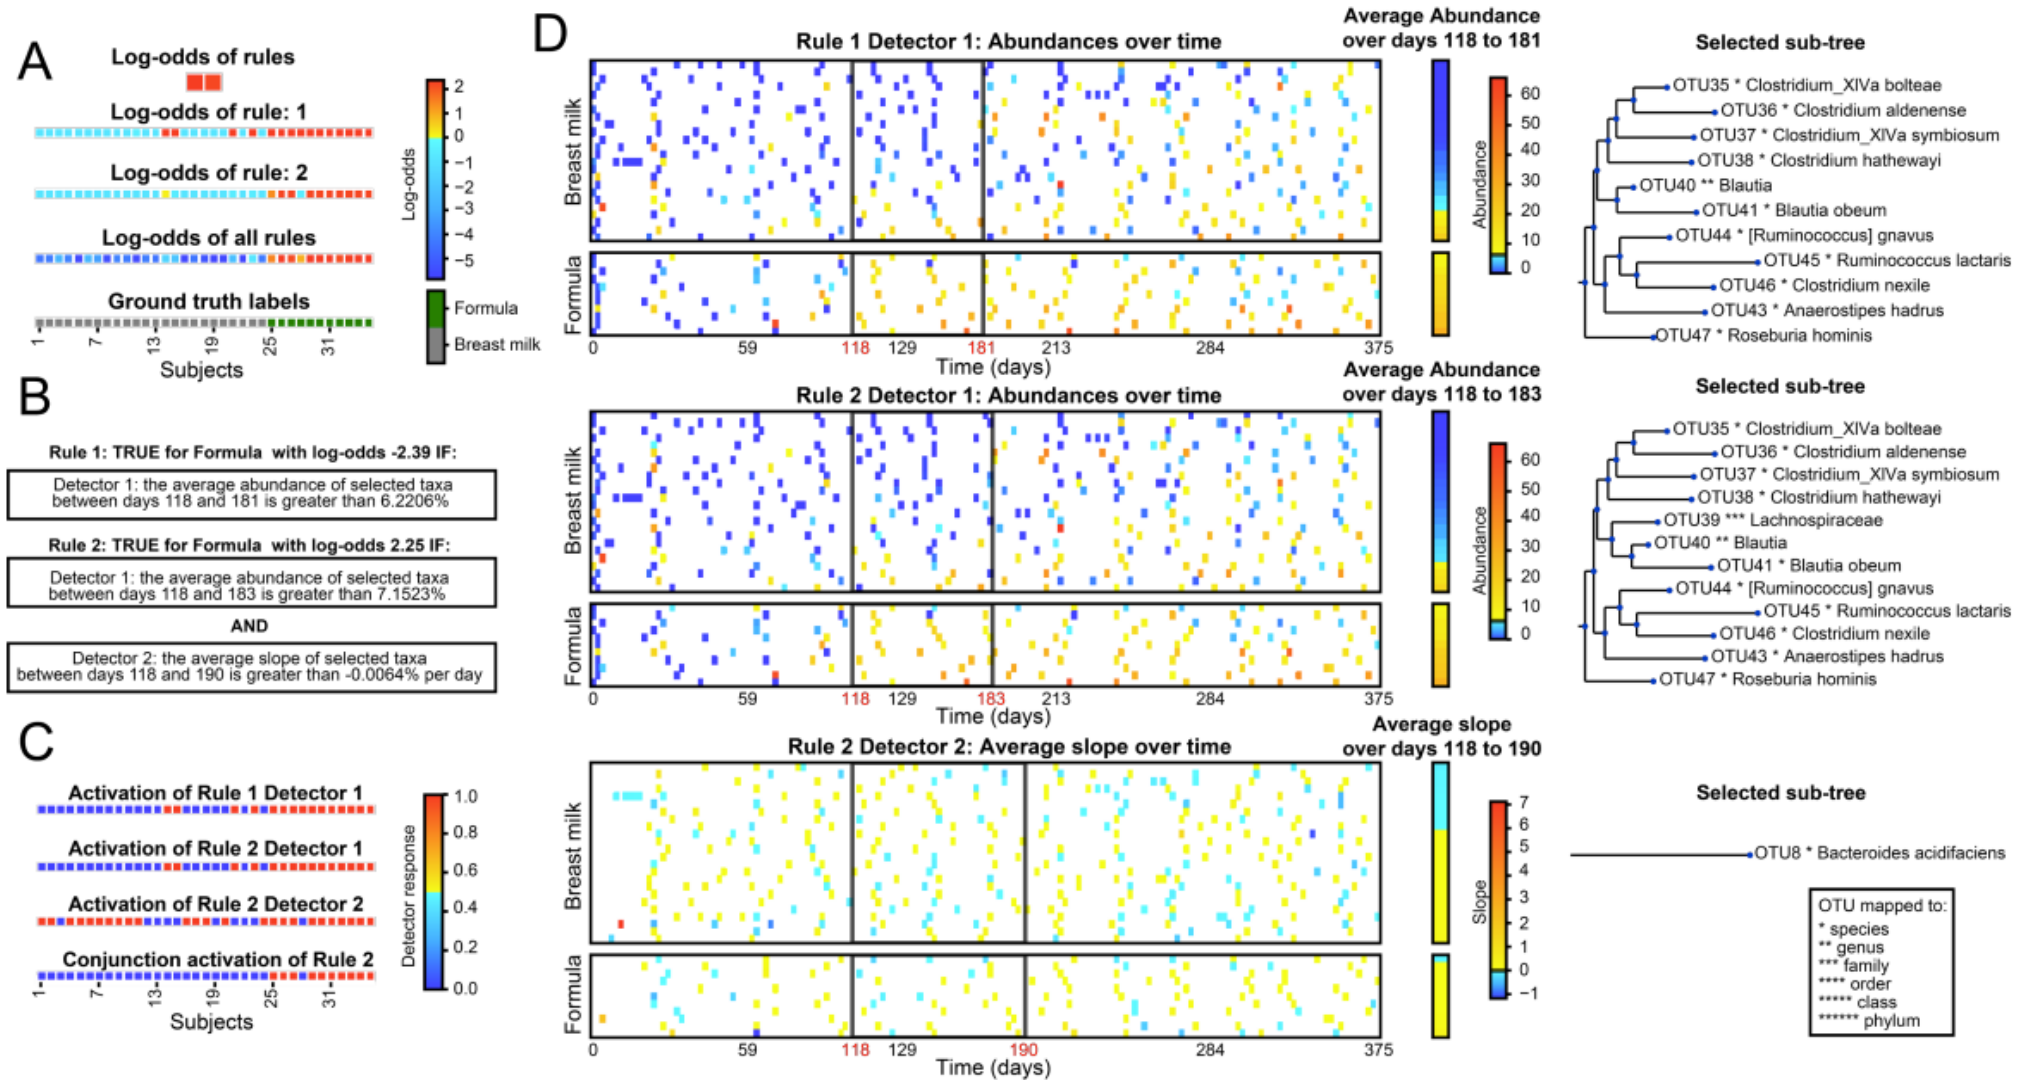 A
Log-odds of rules
Log-odds of rule: 1
Log-odds of rule: 2
Log-odds of all rules
Ground truth labels
1
7
13
19
25
31
Subjects
Log-odds
2
1
0
−1
−2
−3
−4
−5
Formula
Breast milk
B
Rule 1: TRUE for Formula with log-odds -2.39 IF:
Detector 1: the average abundance of selected taxa
between days 118 and 181 is greater than 6.2206%
Rule 2: TRUE for Formula with log-odds 2.25 IF:
Detector 1: the average abundance of selected taxa
between days 118 and 183 is greater than 7.1523%
AND
Detector 2: the average slope of selected taxa
between days 118 and 190 is greater than -0.0064% per day
C
Activation of Rule 1 Detector 1
Activation of Rule 2 Detector 1
Activation of Rule 2 Detector 2
Conjunction activation of Rule 2
1
7
13
19
25
31
Subjects
Detector response
1.0
0.8
0.6
0.4
0.2
0.0
D
Rule 1 Detector 1: Abundances over time
Breast milk
Formula
0
59
118
129
181
213
284
375
Time (days)
Average Abundance
over days 118 to 181
Abundance
60
50
40
30
20
10
0
Selected sub-tree
OTU35 * Clostridium_XIVa bolteae
OTU36 * Clostridium aldenense
OTU37 * Clostridium_XIVa symbiosum
OTU38 * Clostridium hathewayi
OTU40 ** Blautia
OTU41 * Blautia obeum
OTU44 * [Ruminococcus] gnavus
OTU45 * Ruminococcus lactaris
OTU46 * Clostridium nexile
OTU43 * Anaerostipes hadrus
OTU47 * Roseburia hominis
Rule 2 Detector 1: Abundances over time
Breast milk
Formula
0
59
118
129
183
213
284
375
Time (days)
Average Abundance
over days 118 to 183
Abundance
60
50
40
30
20
10
0
Selected sub-tree
OTU35 * Clostridium_XIVa bolteae
OTU36 * Clostridium aldenense
OTU37 * Clostridium_XIVa symbiosum
OTU38 * Clostridium hathewayi
OTU39 *** Lachnospiraceae
OTU40 ** Blautia
OTU41 * Blautia obeum
OTU44 * [Ruminococcus] gnavus
OTU45 * Ruminococcus lactaris
OTU46 * Clostridium nexile
OTU43 * Anaerostipes hadrus
OTU47 * Roseburia hominis
Rule 2 Detector 2: Average slope over time
Breast milk
Formula
0
59
118
129
190
284
375
Time (days)
Average slope
over days 118 to 190
Slope
7
6
5
4
3
2
1
0
−1
Selected sub-tree
OTU8 * Bacteroides acidifaciens
OTU mapped to:
* species
** genus
*** family
**** order
***** class
****** phylum